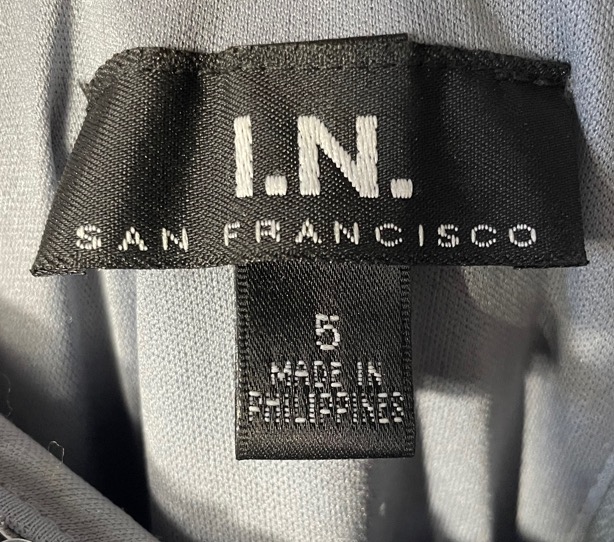 I.N.
SAN FRANCISCO
5
MADE IN
PHILIPPINES